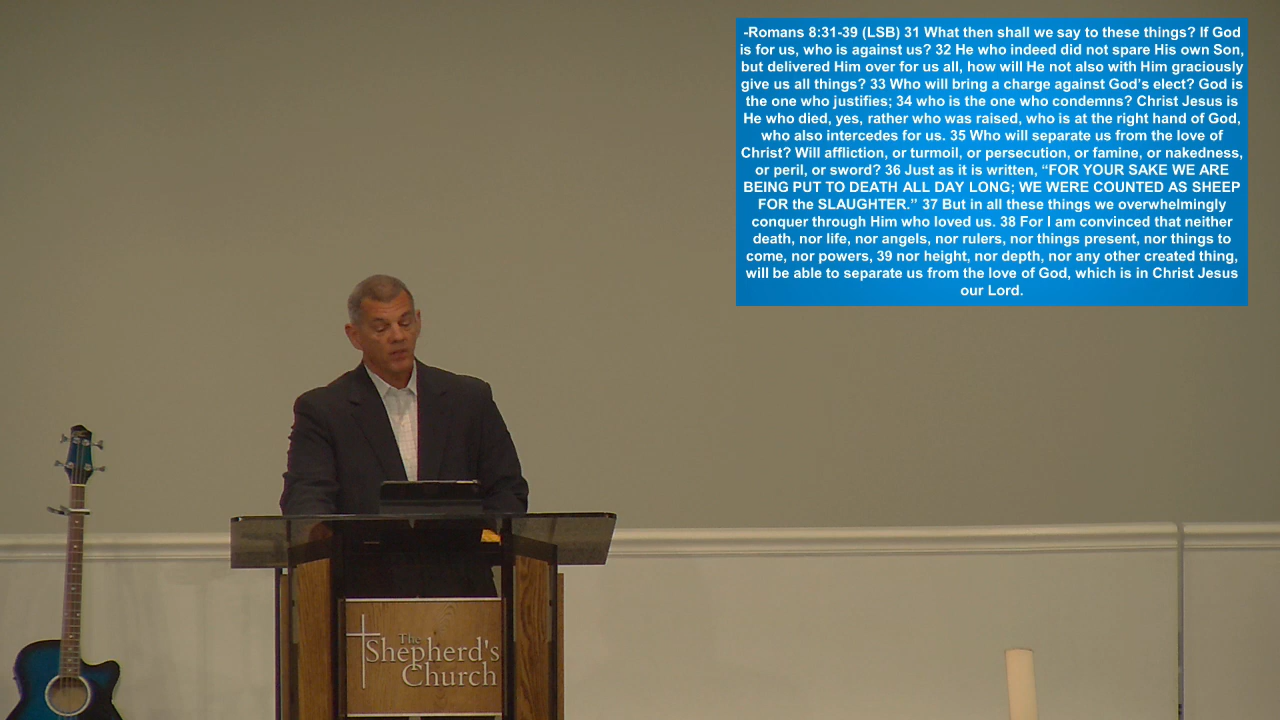 -Romans 8:31-39 (LSB) 31 What then shall we say to these things? If God
is for us, who is against us? 32 He who indeed did not spare His own Son,
but delivered Him over for us all, how will He not also with Him graciously
give us all things? 33 Who will bring a charge against God’s elect? God is
the one who justifies; 34 who is the one who condemns? Christ Jesus is
He who died, yes, rather who was raised, who is at the right hand of God,
who also intercedes for us. 35 Who will separate us from the love of
Christ? Will affliction, or turmoil, or persecution, or famine, or nakedness,
or peril, or sword? 36 Just as it is written, “FOR YOUR SAKE WE ARE
BEING PUT TO DEATH ALL DAY LONG; WE WERE COUNTED AS SHEEP
FOR the SLAUGHTER.” 37 But in all these things we overwhelmingly
conquer through Him who loved us. 38 For I am convinced that neither
death, nor life, nor angels, nor rulers, nor things present, nor things to
come, nor powers, 39 nor height, nor depth, nor any other created thing,
will be able to separate us from the love of God, which is in Christ Jesus
our Lord.
The
Shepherd's
Church